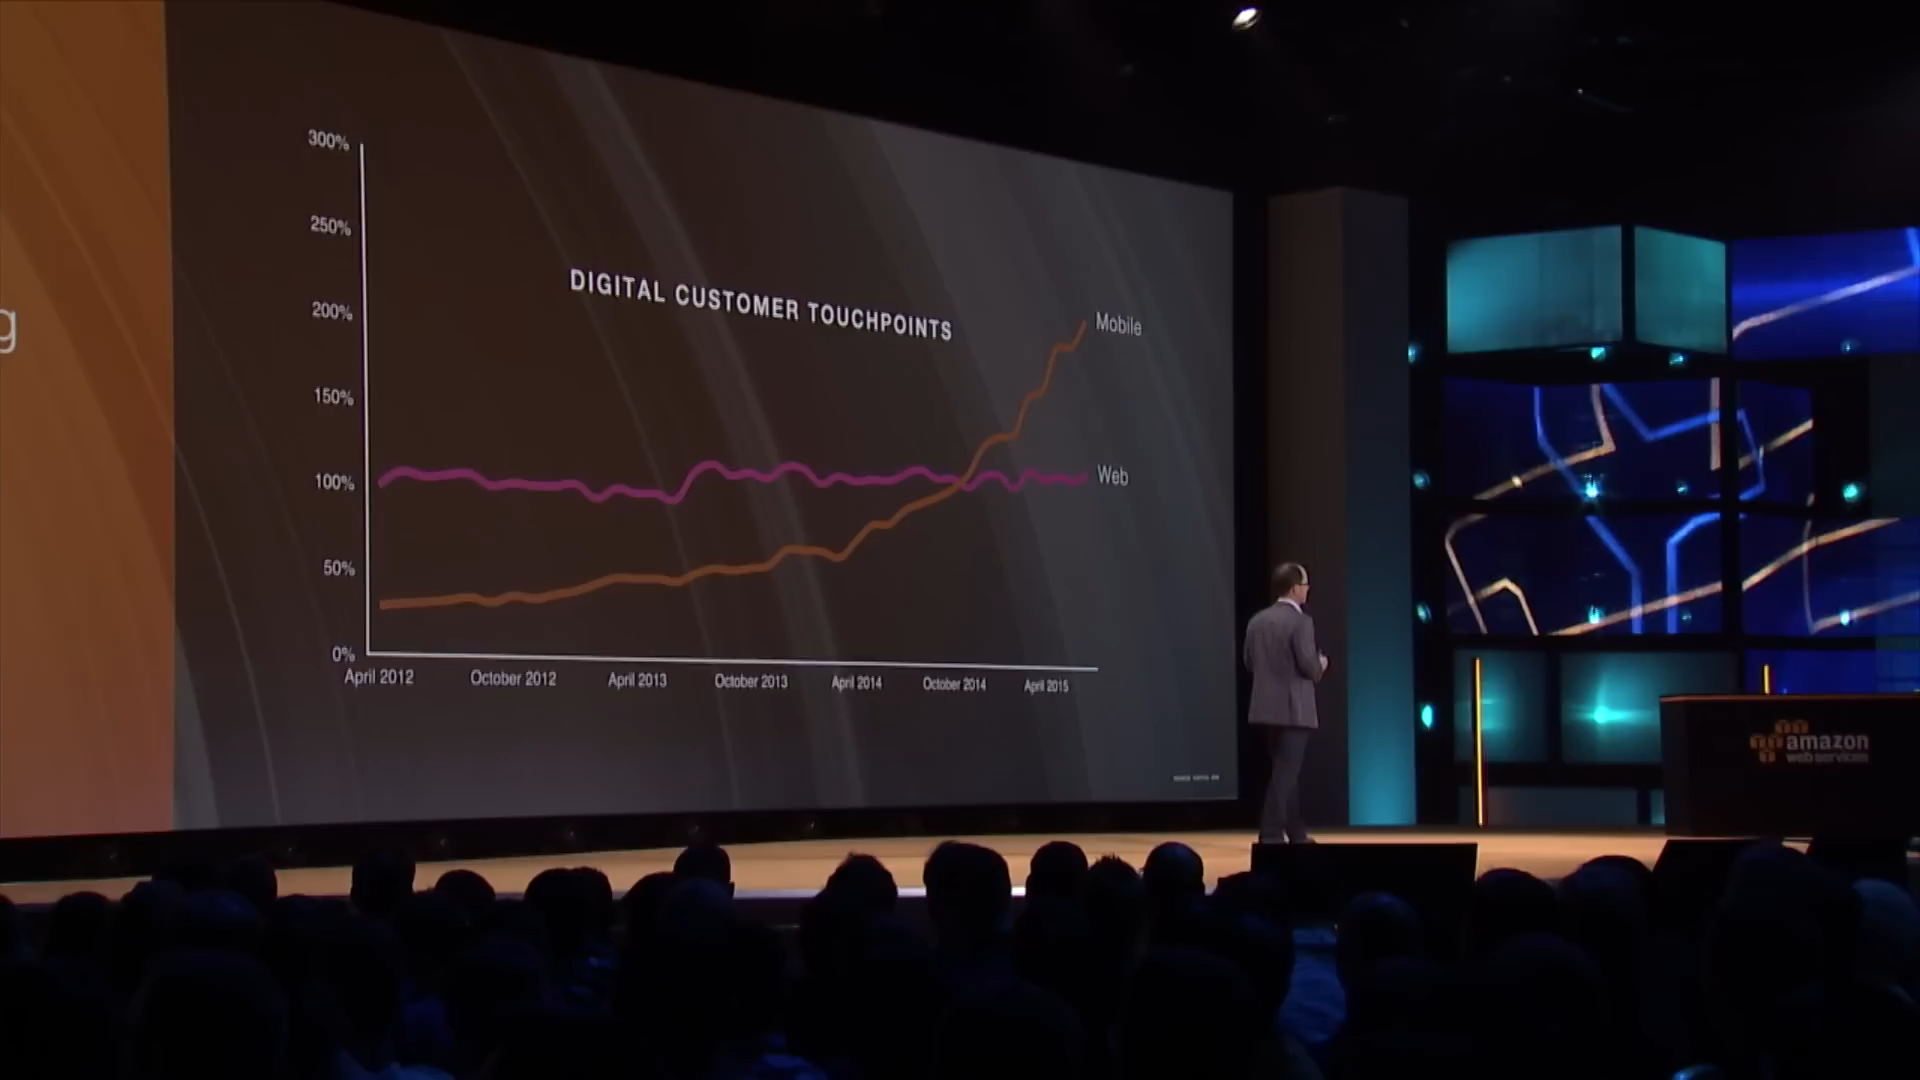 g
300%
250%
200%
150%
100%
50%
0%
DIGITAL CUSTOMER TOUCHPOINTS
Mobile
Web
April 2012 October 2012 April 2013 October 2013 April 2014 October 2014 April 2015
amazon
web services